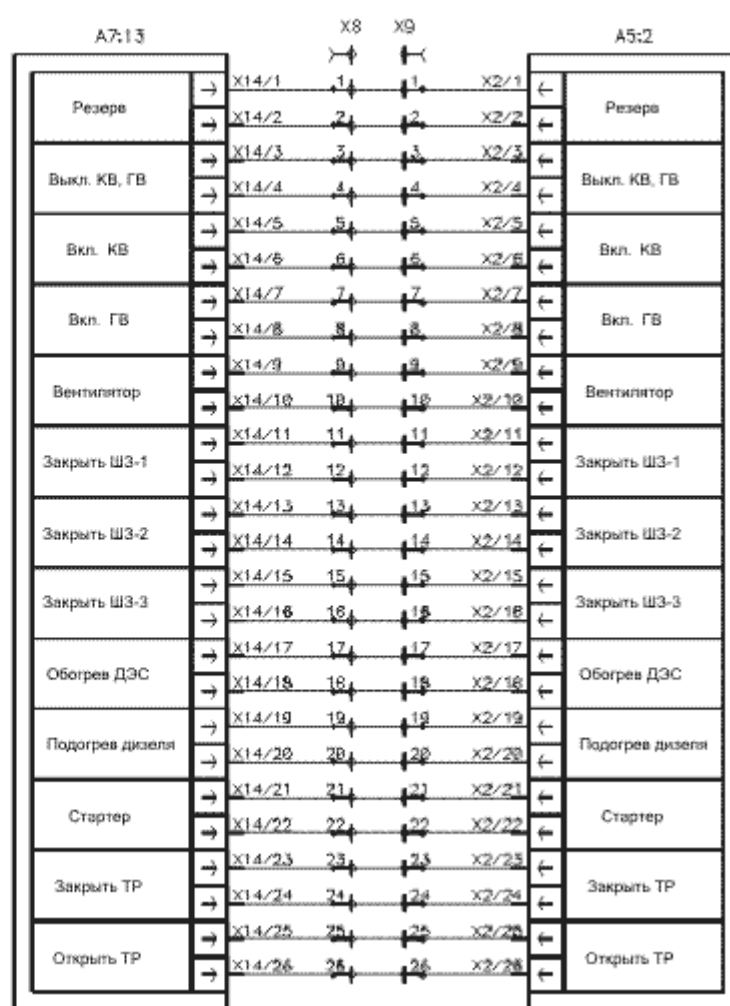 X8 X9
A7:13 A5:2
X14/1 1 1 X2/1
Резерв Резерв
X14/2 2 2 X2/2
X14/3 3 3 X2/3
Выкл. КВ, ГВ Выкл. КВ, ГВ
X14/4 4 4 X2/4
X14/5 5 5 X2/5
Вкл. КВ Вкл. КВ
X14/6 6 6 X2/6
X14/7 7 7 X2/7
Вкл. ГВ Вкл. ГВ
X14/8 8 8 X2/8
X14/9 9 9 X2/9
Вентилятор Вентилятор
X14/10 10 10 X2/10
X14/11 11 11 X2/11
Закрыть ШЗ-1 Закрыть ШЗ-1
X14/12 12 12 X2/12
X14/13 13 13 X2/13
Закрыть ШЗ-2 Закрыть ШЗ-2
X14/14 14 14 X2/14
X14/15 15 15 X2/15
Закрыть ШЗ-3 Закрыть ШЗ-3
X14/16 16 16 X2/16
X14/17 17 17 X2/17
Обогрев ДЭС Обогрев ДЭС
X14/18 18 18 X2/18
X14/19 19 19 X2/19
Подогрев дизеля Подогрев дизеля
X14/20 20 20 X2/20
X14/21 21 21 X2/21
Стартер Стартер
X14/22 22 22 X2/22
X14/23 23 23 X2/23
Закрыть ТР Закрыть ТР
X14/24 24 24 X2/24
X14/25 25 25 X2/25
Открыть ТР Открыть ТР
X14/26 26 26 X2/26